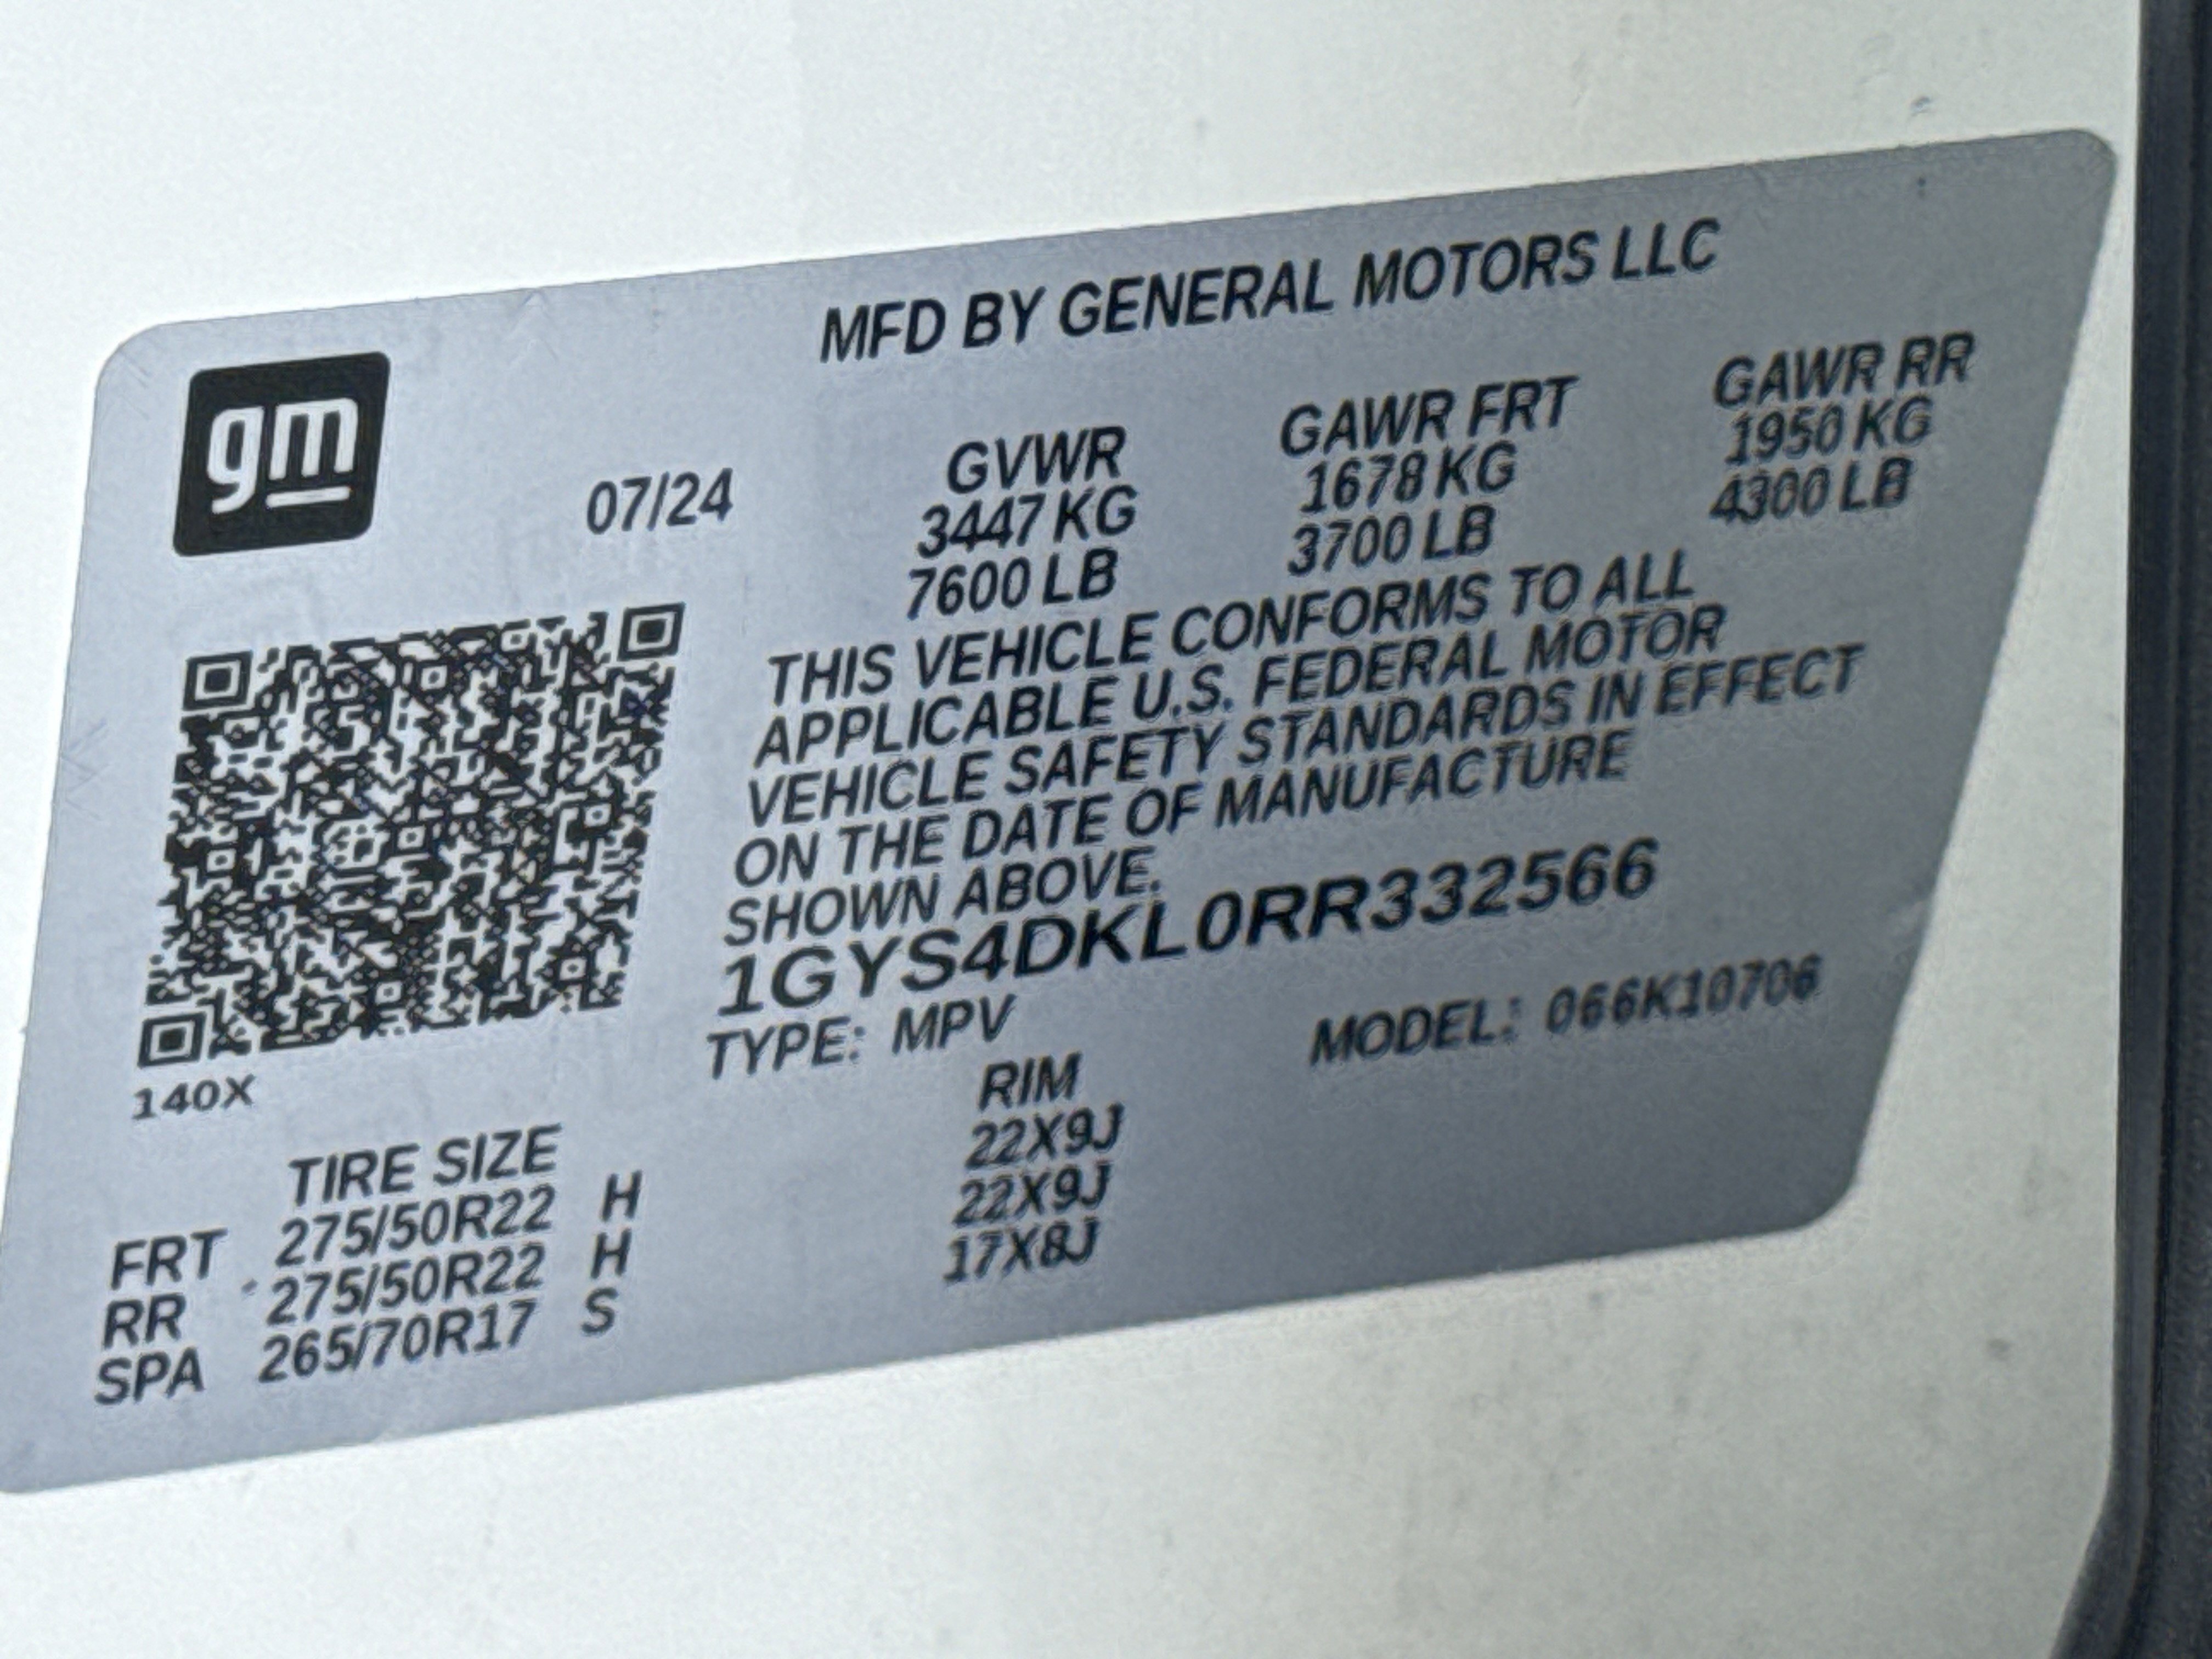 MFD BY GENERAL MOTORS LLC
gm
07/24
GVWR GAWR FRT GAWR RR
3447 KG 1678 KG 1950 KG
7600 LB 3700 LB 4300 LB
THIS VEHICLE CONFORMS TO ALL
APPLICABLE U.S. FEDERAL MOTOR
VEHICLE SAFETY STANDARDS IN EFFECT
ON THE DATE OF MANUFACTURE
SHOWN ABOVE.
1GYS4DKL0RR332566
TYPE: MPV MODEL: 066K10706
140X
TIRE SIZE RIM
FRT 275/50R22 H 22X9J
RR 275/50R22 H 22X9J
SPA 265/70R17 S 17X8J